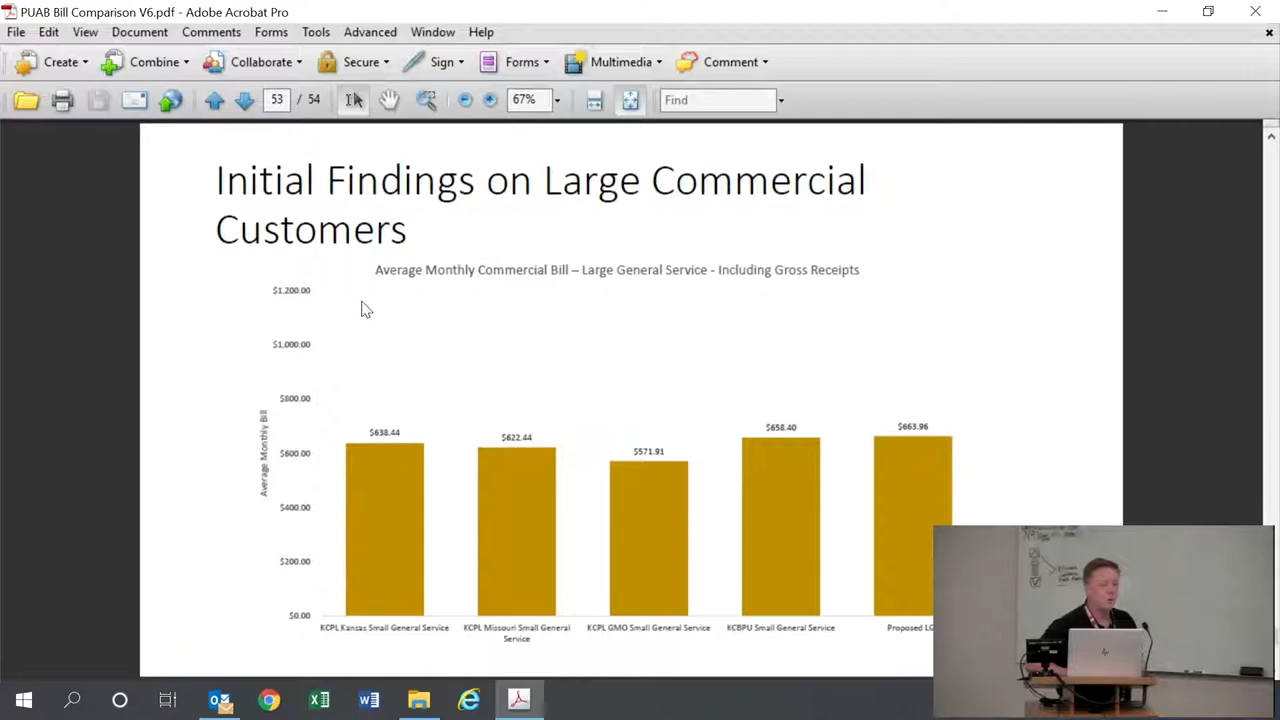 PUAB Bill Comparison V6.pdf - Adobe Acrobat Pro
File Edit View Document Comments Forms Tools Advanced Window Help
Create Combine Collaborate Secure Sign Forms Multimedia Comment
53 / 54 67% Find
Initial Findings on Large Commercial
Customers
Average Monthly Commercial Bill – Large General Service - Including Gross Receipts
Average Monthly Bill
$1,200.00
$1,000.00
$800.00
$600.00
$400.00
$200.00
$0.00
$638.44
$622.44
$571.91
$658.40
$663.96
KCPL Kansas Small General Service
KCPL Missouri Small General
Service
KCPL GMO Small General Service
KCBPU Small General Service
Proposed LG